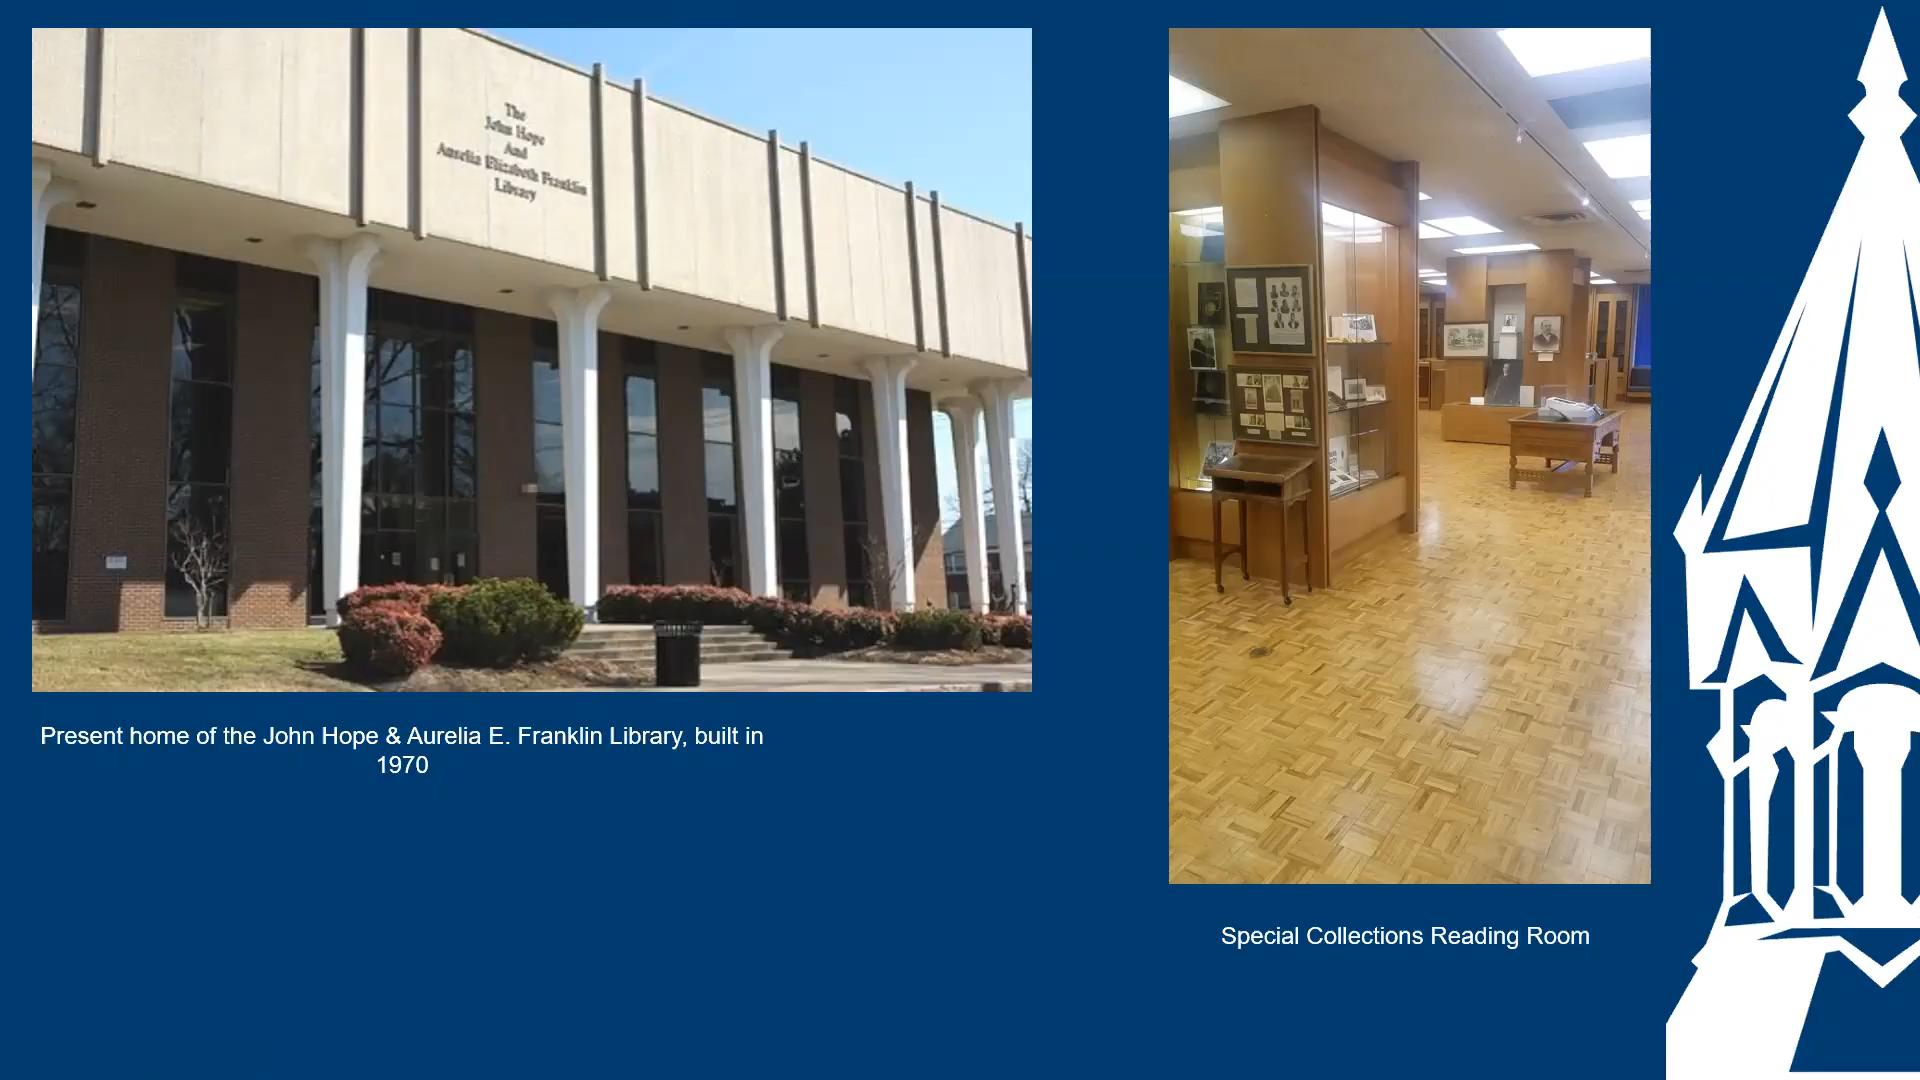 The
John Hope
And
Aurelia Elizabeth Franklin
Library
Present home of the John Hope & Aurelia E. Franklin Library, built in
1970
Special Collections Reading Room